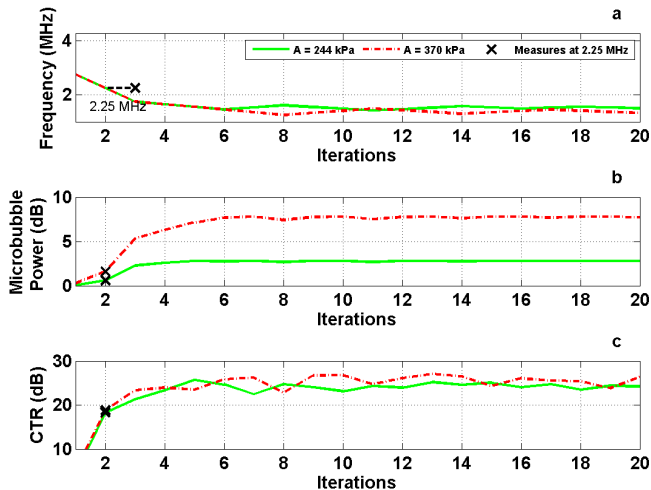 a
Frequency (MHz)
4
2
A = 244 kPa
A = 370 kPa
Measures at 2.25 MHz
2.25 MHz
2 4 6 8 10 12 14 16 18 20
Iterations
b
Microbubble
Power (dB)
10
5
0
2 4 6 8 10 12 14 16 18 20
Iterations
c
CTR (dB)
30
20
10
2 4 6 8 10 12 14 16 18 20
Iterations